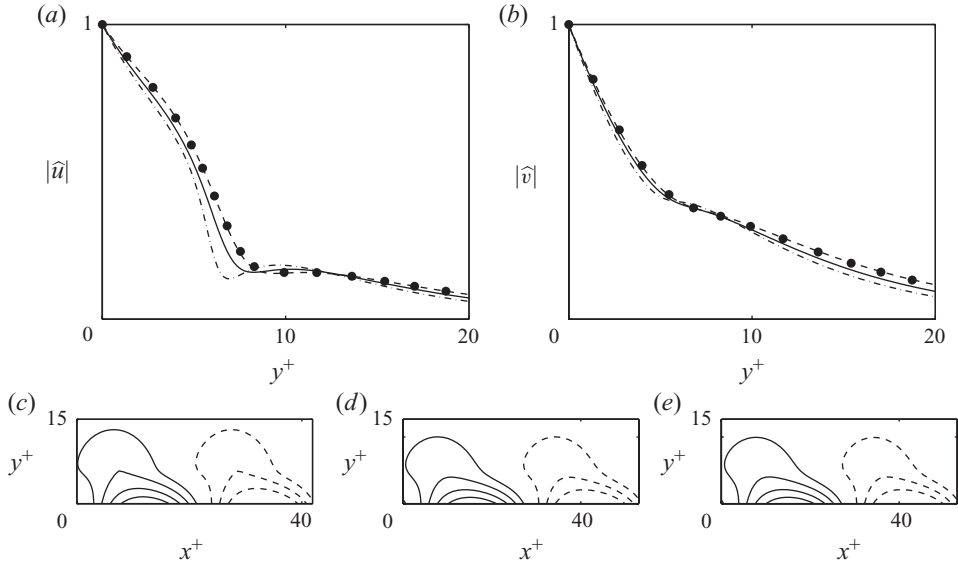 (a) (b)
1 1
|û| |v̂|
0 10 20 0 10 20
y⁺ y⁺
(c) (d) (e)
15 15 15
y⁺ y⁺ y⁺
0 40 0 40 0 40
x⁺ x⁺ x⁺